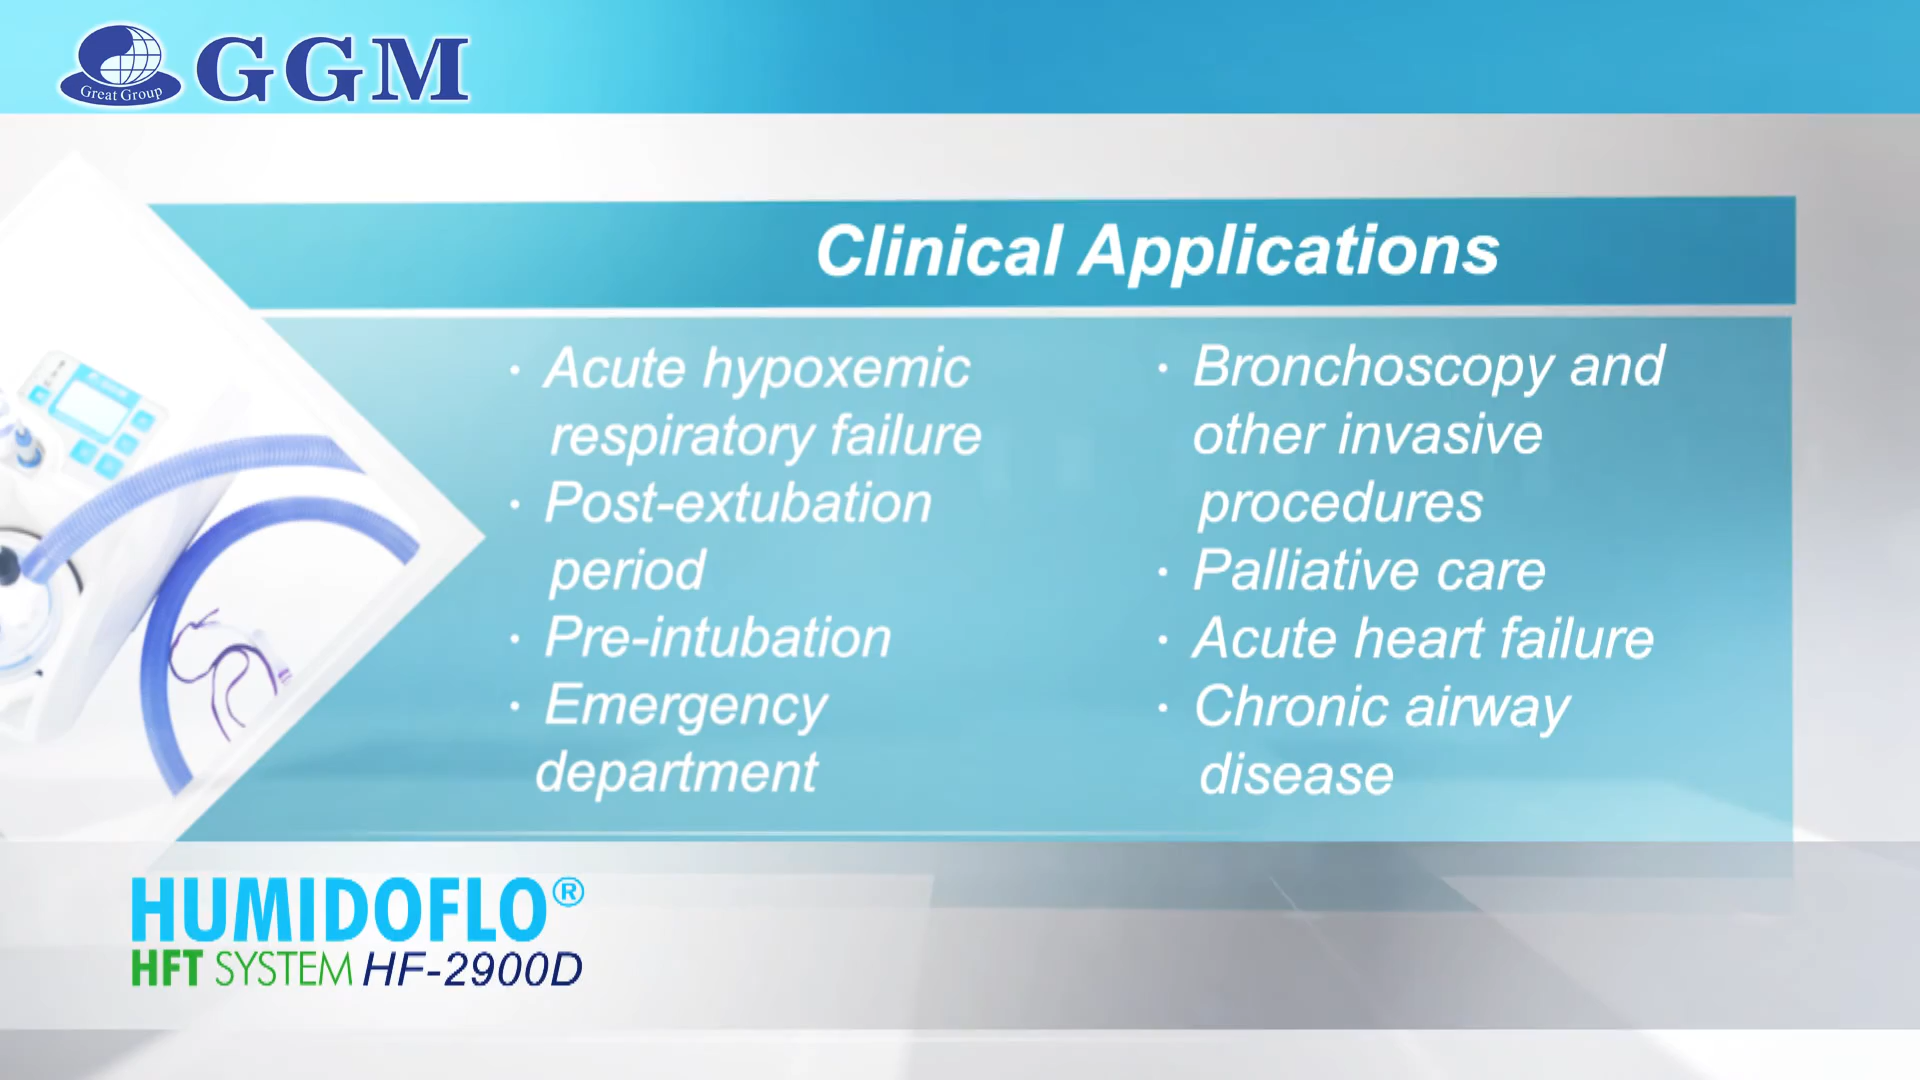 Great Group
GGM
Clinical Applications
· Acute hypoxemic
respiratory failure
· Post-extubation
period
· Pre-intubation
· Emergency
department
· Bronchoscopy and
other invasive
procedures
· Palliative care
· Acute heart failure
· Chronic airway
disease
HUMIDOFLO®
HFT SYSTEM HF-2900D